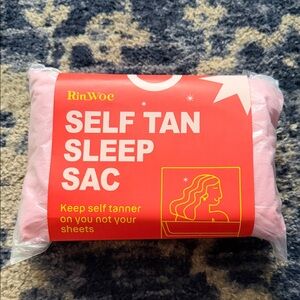 RinWoe
SELF TAN
SLEEP
SAC
Keep self tanner
on you not your
sheets